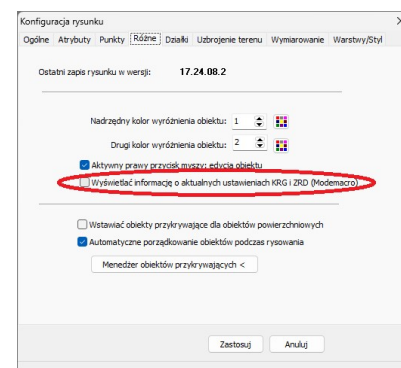 Konfiguracja rysunku X
Ogólne Atrybuty Punkty Różne Działki Uzbrojenie terenu Wymiarowanie Warstwy/Styl
Ostatni zapis rysunku w wersji: 17.24.08.2
Nadrzędny kolor wyróżnienia obiektu: 1
Drugi kolor wyróżnienia obiektu: 2
Aktywny prawy przycisk myszy: edycja obiektu
Wyświetlać informację o aktualnych ustawieniach KRG i ZRD (Modemacro)
Wstawiać obiekty przykrywające dla obiektów powierzchniowych
Automatyczne porządkowanie obiektów podczas rysowania
Menedżer obiektów przykrywających <
Zastosuj Anuluj